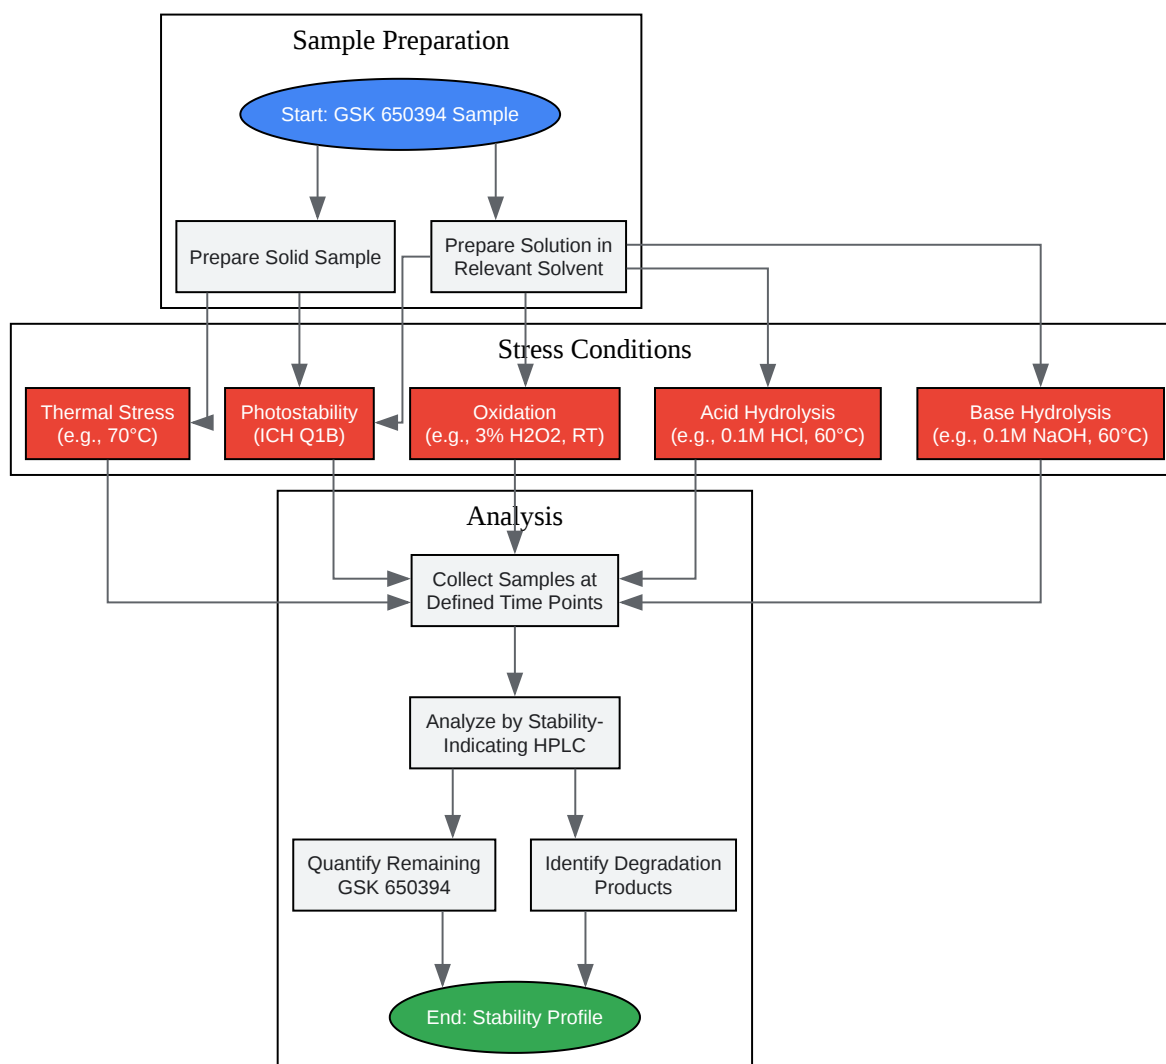 Sample Preparation
Start: GSK 650394 Sample
Prepare Solid Sample
Prepare Solution in
Relevant Solvent
Stress Conditions
Thermal Stress
(e.g., 70°C)
Photostability
(ICH Q1B)
Oxidation
(e.g., 3% H2O2, RT)
Acid Hydrolysis
(e.g., 0.1M HCl, 60°C)
Base Hydrolysis
(e.g., 0.1M NaOH, 60°C)
Analysis
Collect Samples at
Defined Time Points
Analyze by Stability-
Indicating HPLC
Quantify Remaining
GSK 650394
Identify Degradation
Products
End: Stability Profile